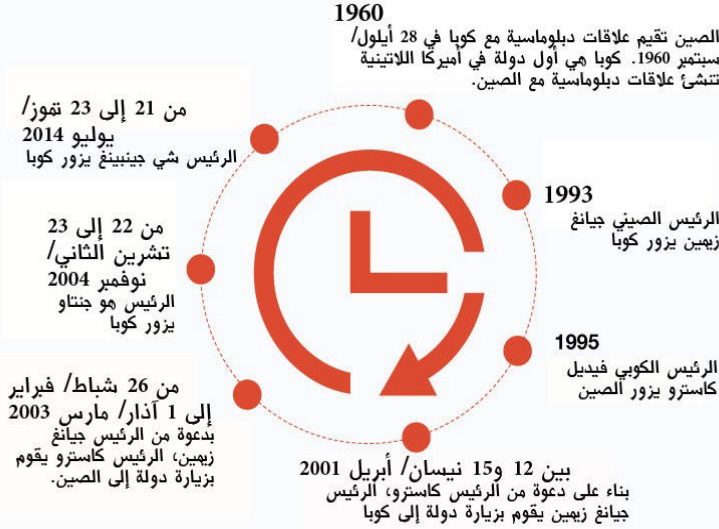 1960
الصين تقيم علاقات دبلوماسية مع كوبا في 28 أيلول/
سبتمبر 1960. كوبا هي أول دولة في أميركا اللاتينية
تنشئ علاقات دبلوماسية مع الصين.
1993
الرئيس الصيني جيانغ
زيمين يزور كوبا
1995
الرئيس الكوبي فيديل
كاسترو يزور الصين
بين 12 و15 نيسان/ أبريل 2001
بناء على دعوة من الرئيس كاسترو، الرئيس
جيانغ زيمين يقوم بزيارة دولة إلى كوبا
من 26 شباط/ فبراير
إلى 1 آذار/ مارس 2003
بدعوة من الرئيس جيانغ
زيمين، الرئيس كاسترو يقوم
بزيارة دولة إلى الصين.
من 22 إلى 23
تشرين الثاني/
نوفمبر 2004
الرئيس هو جنتاو
يزور كوبا
من 21 إلى 23 تموز/
يوليو 2014
الرئيس شي جينبينغ يزور كوبا